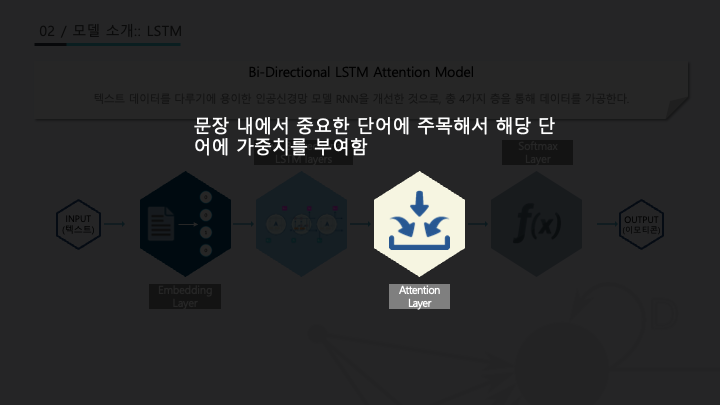 02 / 모델 소개:: LSTM
Bi-Directional LSTM Attention Model
텍스트 데이터를 다루기에 용이한 인공신경망 모델 RNN을 개선한 것으로, 총 4가지 층을 통해 데이터를 가공한다.
문장 내에서 중요한 단어에 주목해서 해당 단
어에 가중치를 부여함
LSTM layers
Softmax
Layer
INPUT
(텍스트)
f(x)
OUTPUT
(이모티콘)
Embedding
Layer
Attention
Layer